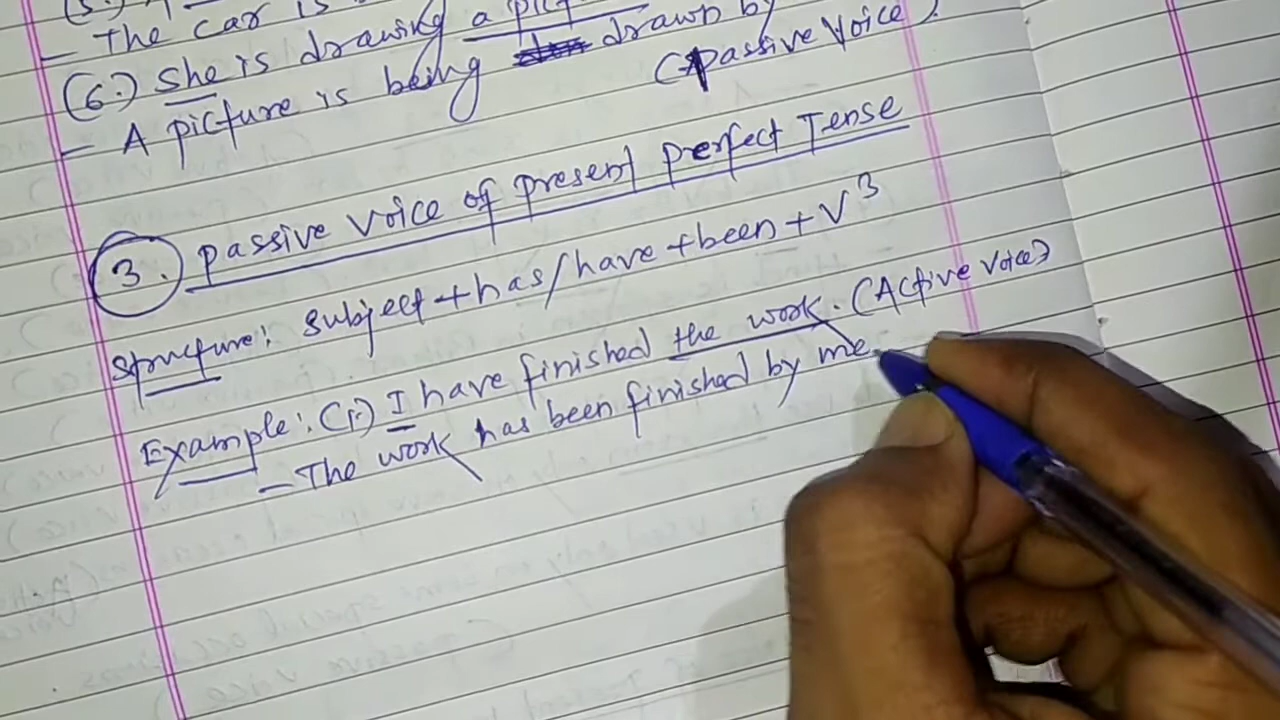 - The car is
(6.) She is drawing a pict
- A picture is being drawn by
(Passive Voice).
3. Passive Voice of Present Perfect Tense
Structure: Subject + has/have + been + V3
Example: (1.) I have finished the work. (Active Voice)
- The work has been finished by me